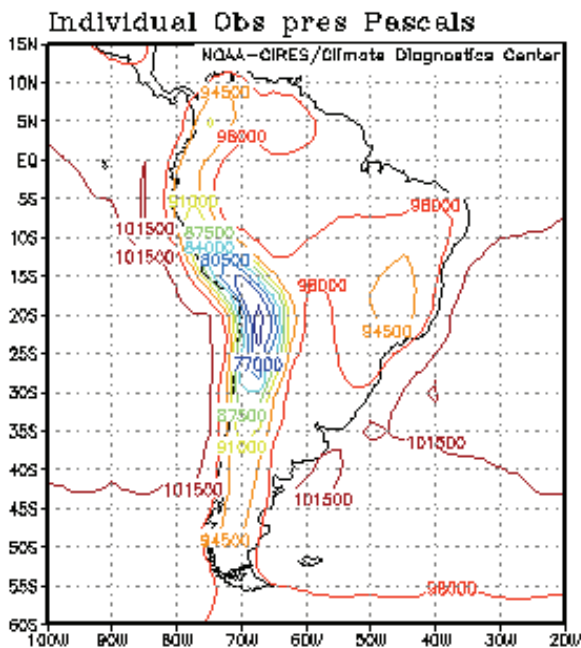 Individual Obs pres Pascals
NOAA-CIRES/Climate Diagnostics Center
15N
10N
94500
5N
98000
EQ
5S
91000
98000
101500
87500
10S
84000
101500
80500
15S
98000
20S
94500
25S
77000
30S
87500
35S
101500
91000
40S
101500
101500
45S
50S
94500
55S
98000
60S
100W 90W 80W 70W 60W 50W 40W 30W 20W